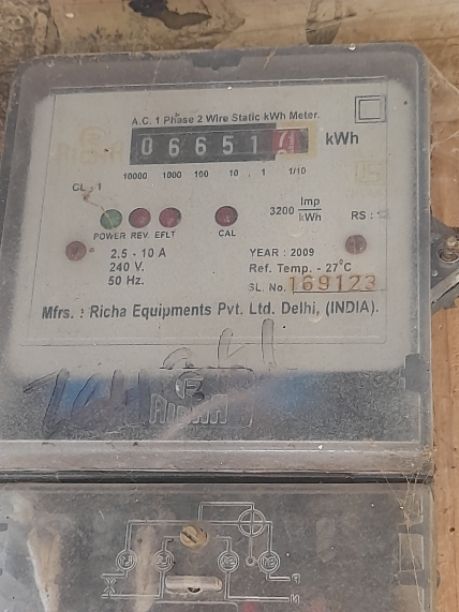 A.C. 1 Phase 2 Wire Static kWh Meter.
RICHA
06651 kWh
10000 1000 100 10 1 1/10
CL : 1
3200 Imp/kWh
RS :
POWER REV. EFLT CAL
2.5 - 10 A
240 V.
50 Hz.
YEAR : 2009
Ref. Temp. - 27°C
SL. No. 169123
Mfrs. : Richa Equipments Pvt. Ltd. Delhi, (INDIA).
RICHA